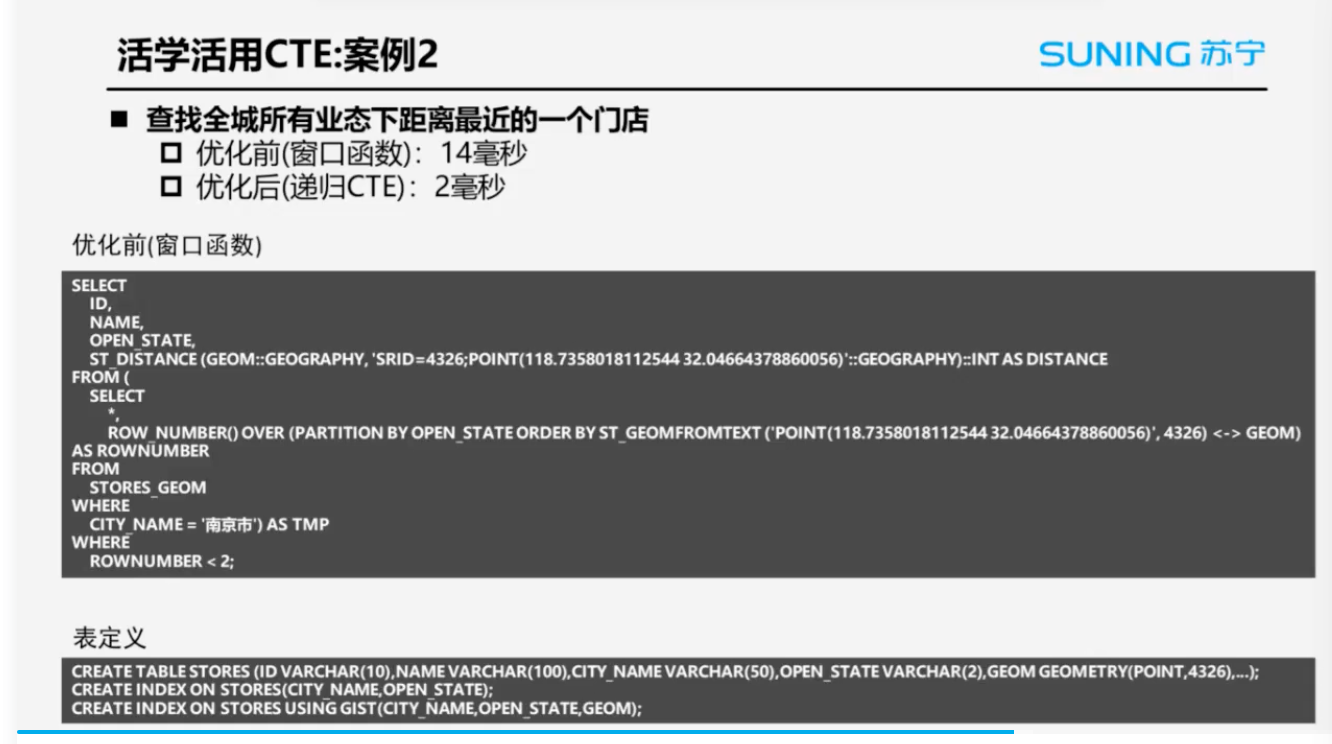 活学活用CTE:案例2
SUNING 苏宁
■ 查找全城所有业态下距离最近的一个门店
优化前(窗口函数)：14毫秒
优化后(递归CTE)：2毫秒
优化前(窗口函数)
SELECT
ID,
NAME,
OPEN_STATE,
ST_DISTANCE (GEOM::GEOGRAPHY, 'SRID=4326;POINT(118.7358018112544 32.04664378860056)'::GEOGRAPHY)::INT AS DISTANCE
FROM (
SELECT
*,
ROW_NUMBER() OVER (PARTITION BY OPEN_STATE ORDER BY ST_GEOMFROMTEXT ('POINT(118.7358018112544 32.04664378860056)', 4326) <-> GEOM)
AS ROWNUMBER
FROM
STORES_GEOM
WHERE
CITY_NAME = '南京市') AS TMP
WHERE
ROWNUMBER < 2;
表定义
CREATE TABLE STORES (ID VARCHAR(10),NAME VARCHAR(100),CITY_NAME VARCHAR(50),OPEN_STATE VARCHAR(2),GEOM GEOMETRY(POINT,4326),...);
CREATE INDEX ON STORES(CITY_NAME,OPEN_STATE);
CREATE INDEX ON STORES USING GIST(CITY_NAME,OPEN_STATE,GEOM);